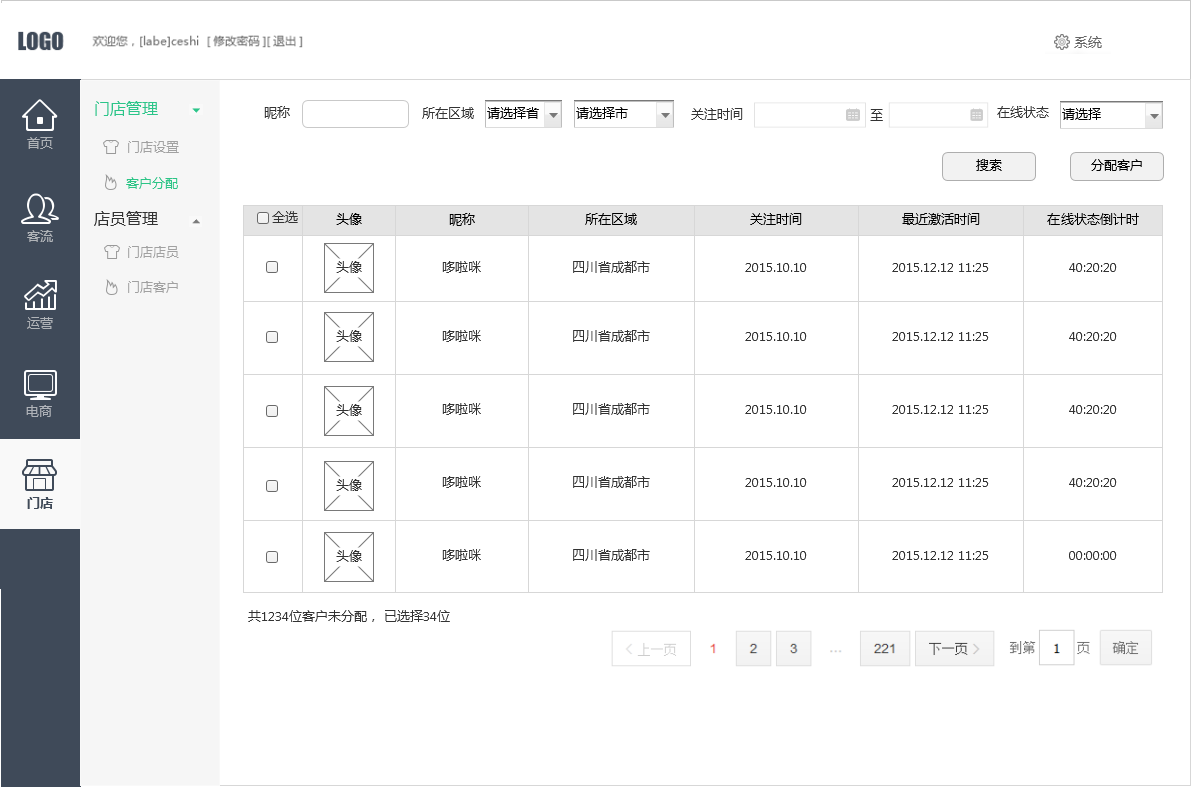 LOGO 欢迎您，[labe]ceshi [ 修改密码 ][ 退出 ] 系统
首页
客流
运营
电商
门店
门店管理
门店设置
客户分配
店员管理
门店店员
门店客户
昵称 所在区域 请选择省 请选择市 关注时间 至 在线状态 请选择
搜索 分配客户
全选 头像 昵称 所在区域 关注时间 最近激活时间 在线状态倒计时
头像 哆啦咪 四川省成都市 2015.10.10 2015.12.12 11:25 40:20:20
头像 哆啦咪 四川省成都市 2015.10.10 2015.12.12 11:25 40:20:20
头像 哆啦咪 四川省成都市 2015.10.10 2015.12.12 11:25 40:20:20
头像 哆啦咪 四川省成都市 2015.10.10 2015.12.12 11:25 40:20:20
头像 哆啦咪 四川省成都市 2015.10.10 2015.12.12 11:25 00:00:00
共1234位客户未分配， 已选择34位
上一页 1 2 3 ... 221 下一页 到第 1 页 确定